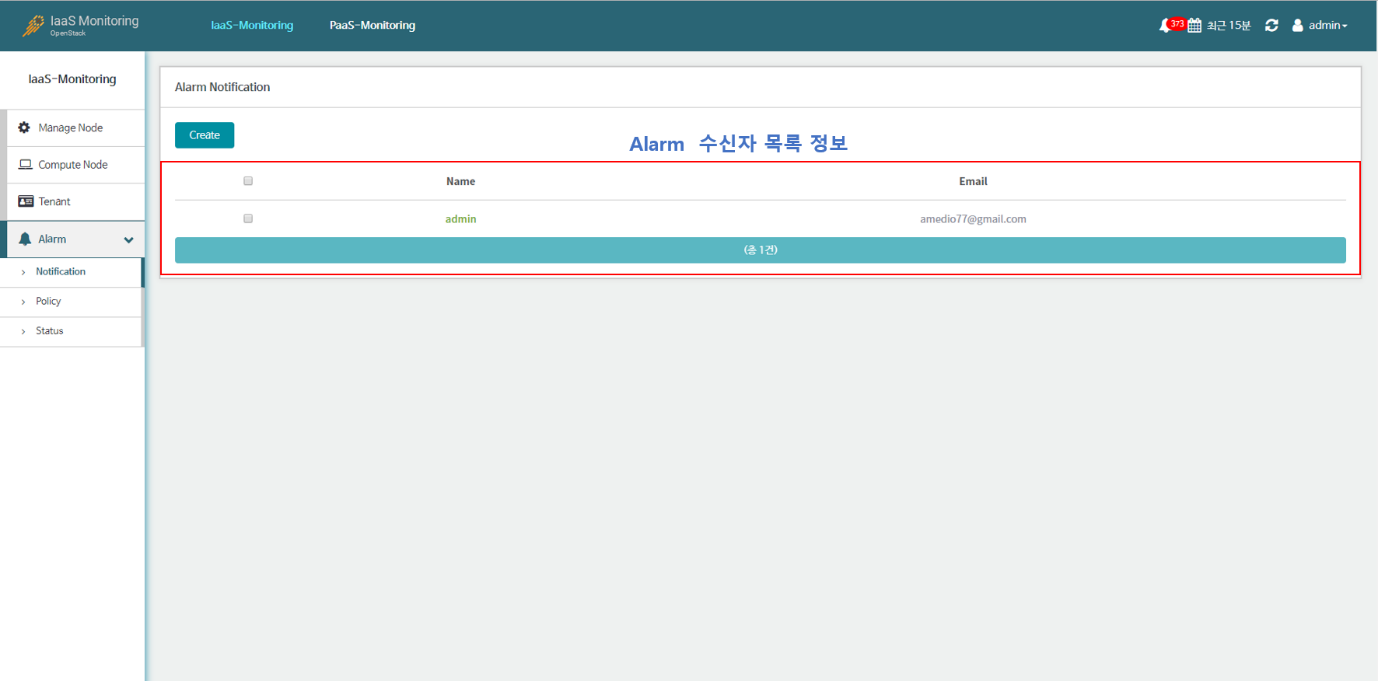 IaaS Monitoring
OpenStack
IaaS-Monitoring
PaaS-Monitoring
373
최근 15분
admin
IaaS-Monitoring
Manage Node
Compute Node
Tenant
Alarm
Notification
Policy
Status
Alarm Notification
Create
Alarm 수신자 목록 정보
Name Email
admin amedio77@gmail.com
(총 1건)